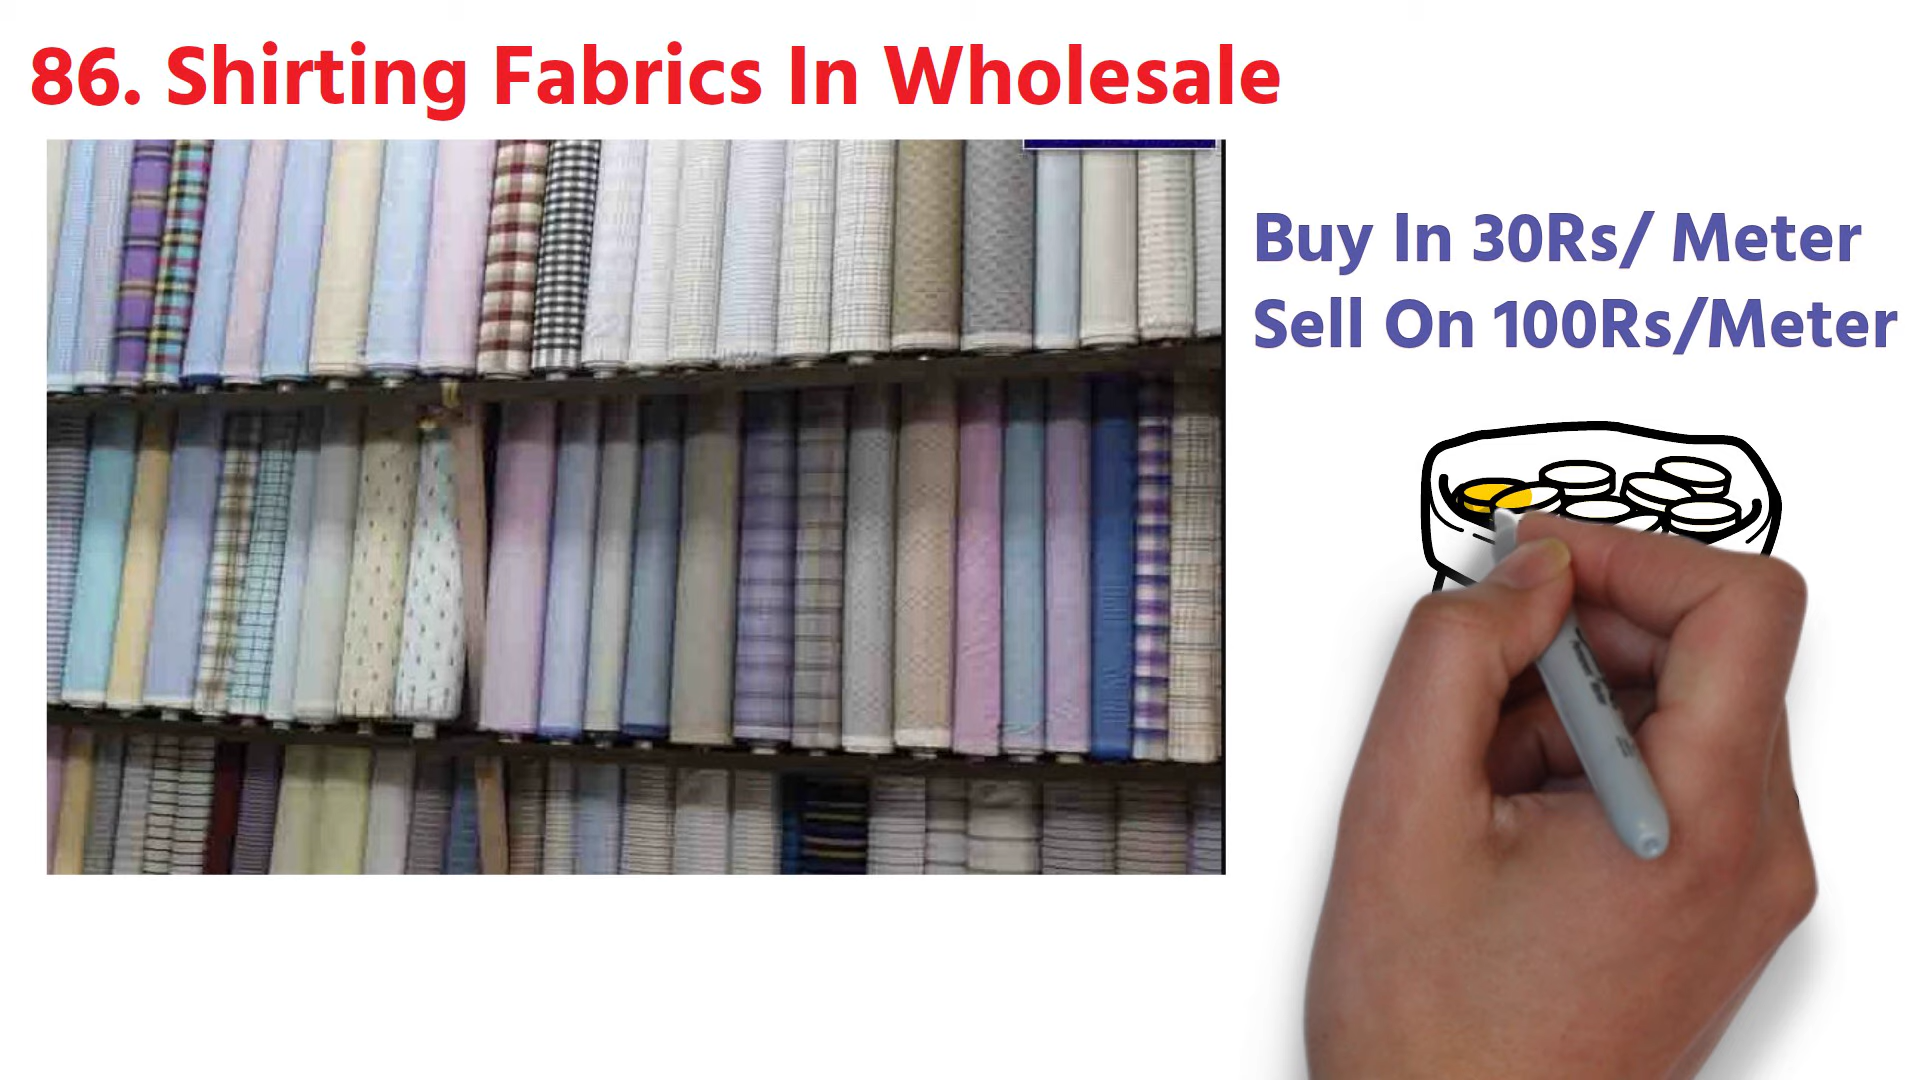 86. Shirting Fabrics In Wholesale
Buy In 30Rs/ Meter
Sell On 100Rs/Meter